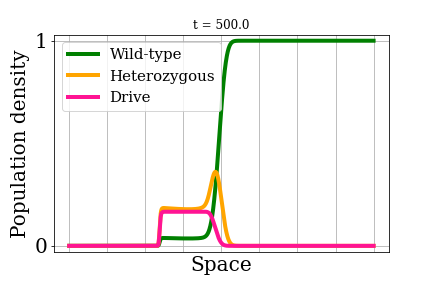 t = 500.0
Population density
1
0
Wild-type
Heterozygous
Drive
Space